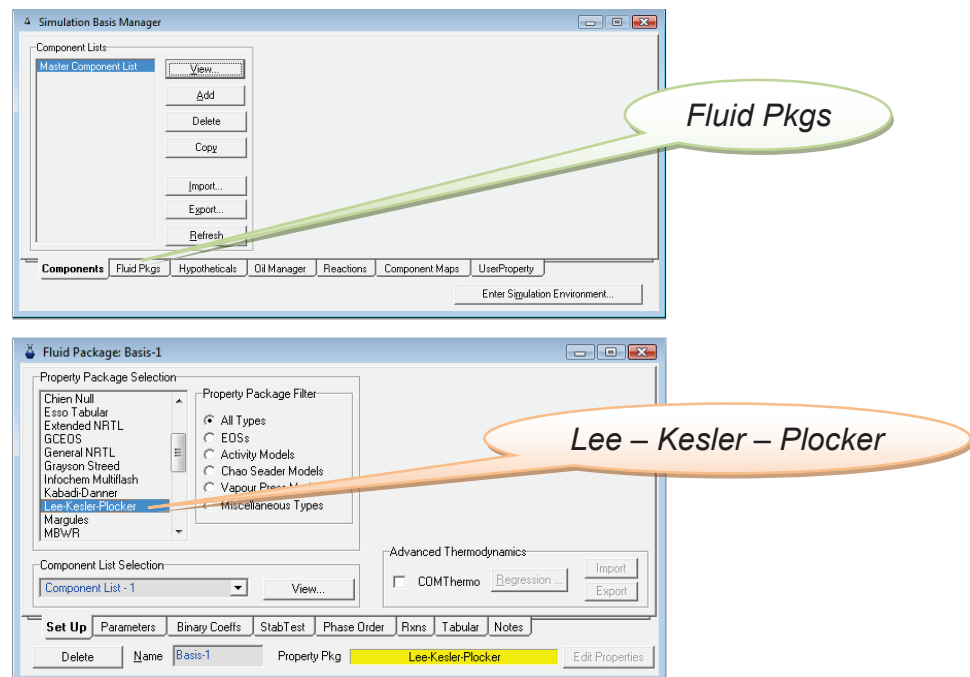 Simulation Basis Manager
Component Lists
Master Component List
View...
Add
Delete
Copy
Import...
Export...
Refresh
Fluid Pkgs
Components Fluid Pkgs Hypotheticals Oil Manager Reactions Component Maps UserProperty
Enter Simulation Environment...
Fluid Package: Basis-1
Property Package Selection
Chien Null
Esso Tabular
Extended NRTL
GCEOS
General NRTL
Grayson Streed
Infochem Multiflash
Kabadi-Danner
Lee-Kesler-Plocker
Margules
MBWR
Property Package Filter
All Types
EOSs
Activity Models
Chao Seader Models
Vapour Press
Miscellaneous Types
Lee – Kesler – Plocker
Component List Selection
Component List - 1
View...
Advanced Thermodynamics
COMThermo
Regression ...
Import
Export
Set Up Parameters Binary Coeffs StabTest Phase Order Rxns Tabular Notes
Delete Name Basis-1 Property Pkg Lee-Kesler-Plocker Edit Properties